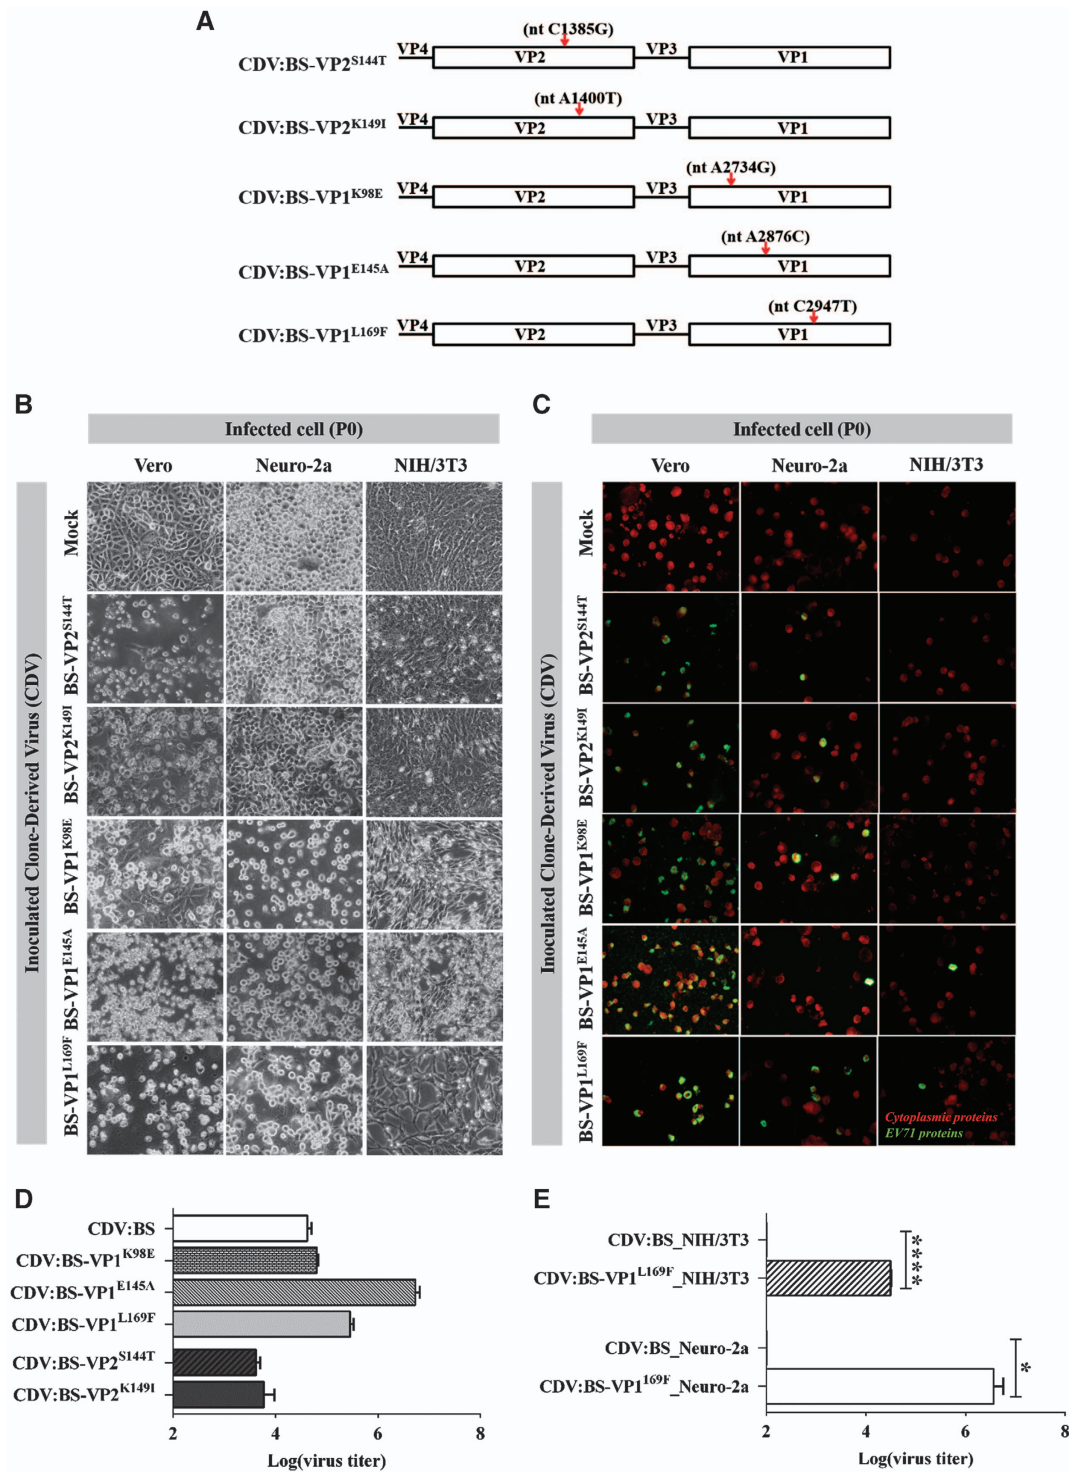 A
(nt C1385G)
CDV:BS-VP2S144T VP4 VP2 VP3 VP1
(nt A1400T)
CDV:BS-VP2K149I VP4 VP2 VP3 VP1
(nt A2734G)
CDV:BS-VP1K98E VP4 VP2 VP3 VP1
(nt A2876C)
CDV:BS-VP1E145A VP4 VP2 VP3 VP1
(nt C2947T)
CDV:BS-VP1L169F VP4 VP2 VP3 VP1
B
Infected cell (P0)
Vero Neuro-2a NIH/3T3
Inoculated Clone-Derived Virus (CDV)
Mock
BS-VP2S144T
BS-VP2K149I
BS-VP1K98E
BS-VP1E145A
BS-VP1L169F
C
Infected cell (P0)
Vero Neuro-2a NIH/3T3
Inoculated Clone-Derived Virus (CDV)
Mock
BS-VP2S144T
BS-VP2K149I
BS-VP1K98E
BS-VP1E145A
BS-VP1L169F
Cytoplasmic proteins
EV71 proteins
D
CDV:BS
CDV:BS-VP1K98E
CDV:BS-VP1E145A
CDV:BS-VP1L169F
CDV:BS-VP2S144T
CDV:BS-VP2K149I
2 4 6 8
Log(virus titer)
E
CDV:BS_NIH/3T3
CDV:BS-VP1L169F_NIH/3T3
****
CDV:BS_Neuro-2a
CDV:BS-VP1169F_Neuro-2a
*
2 4 6 8
Log(virus titer)